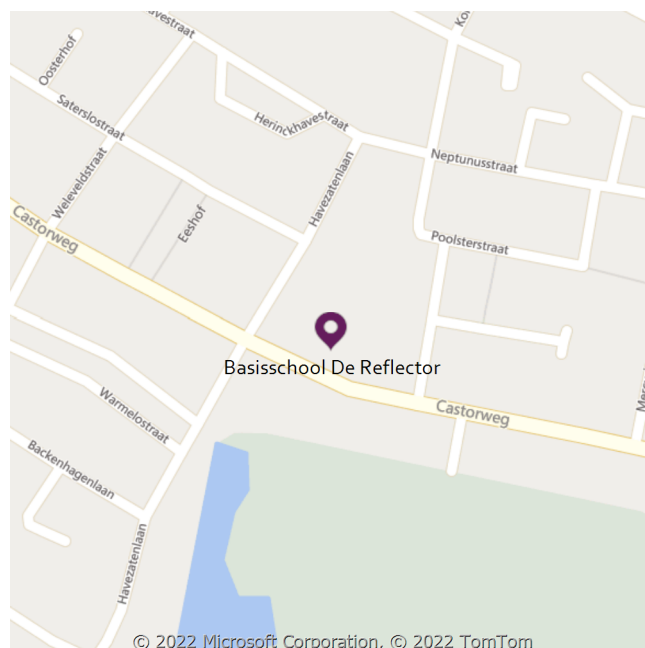 vestraat
Oosterhof
Saterslostraat
Herinckhavestraat
Neptunusstraat
Weleveldstraat
Havezatenlaan
Eeshof
Castorweg
Poolsterstraat
Basisschool De Reflector
Castorweg
Warmelostraat
Backenhagenlaan
Havezatenlaan
© 2022 Microsoft Corporation, © 2022 TomTom